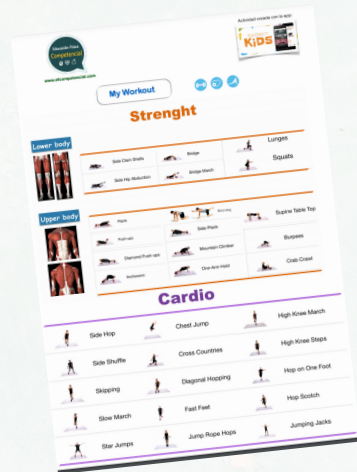 Actividad creada con la app:
Educación Física
Competencial
KiDS
www.efcompetencial.com
My Workout
Strenght
Lower body
Side Clam Shells
Bridge
Lunges
Side Hip Abduction
Bridge March
Squats
Upper body
Plank
Bird dog
Supine Table Top
Push ups
Side Plank
Diamond Push ups
Mountain Climber
Burpees
Inchworm
One Arm Hold
Crab Crawl
Cardio
Side Hop
Chest Jump
High Knee March
Side Shuffle
Cross Countries
High Knee Steps
Skipping
Diagonal Hopping
Hop on One Foot
Slow March
Fast Feet
Hop Scotch
Star Jumps
Jump Rope Hops
Jumping Jacks